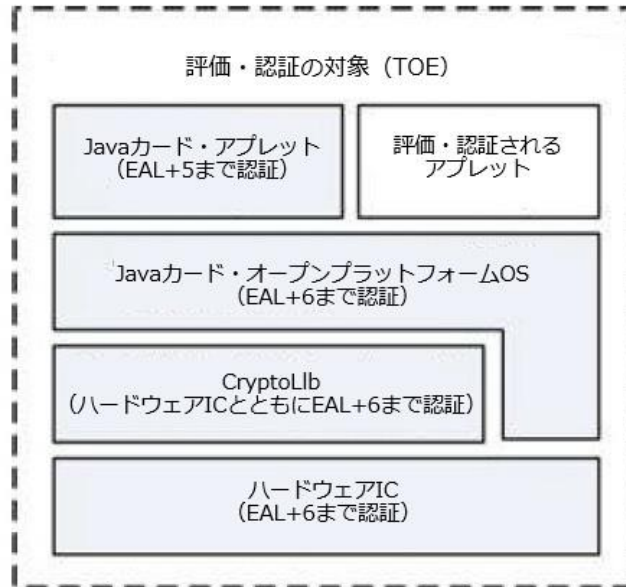 評価・認証の対象（TOE）
Javaカード・アプレット
（EAL+5まで認証）
評価・認証される
アプレット
Javaカード・オープンプラットフォームOS
（EAL+6まで認証）
CryptoLlb
（ハードウェアICとともにEAL+6まで認証）
ハードウェアIC
（EAL+6まで認証）